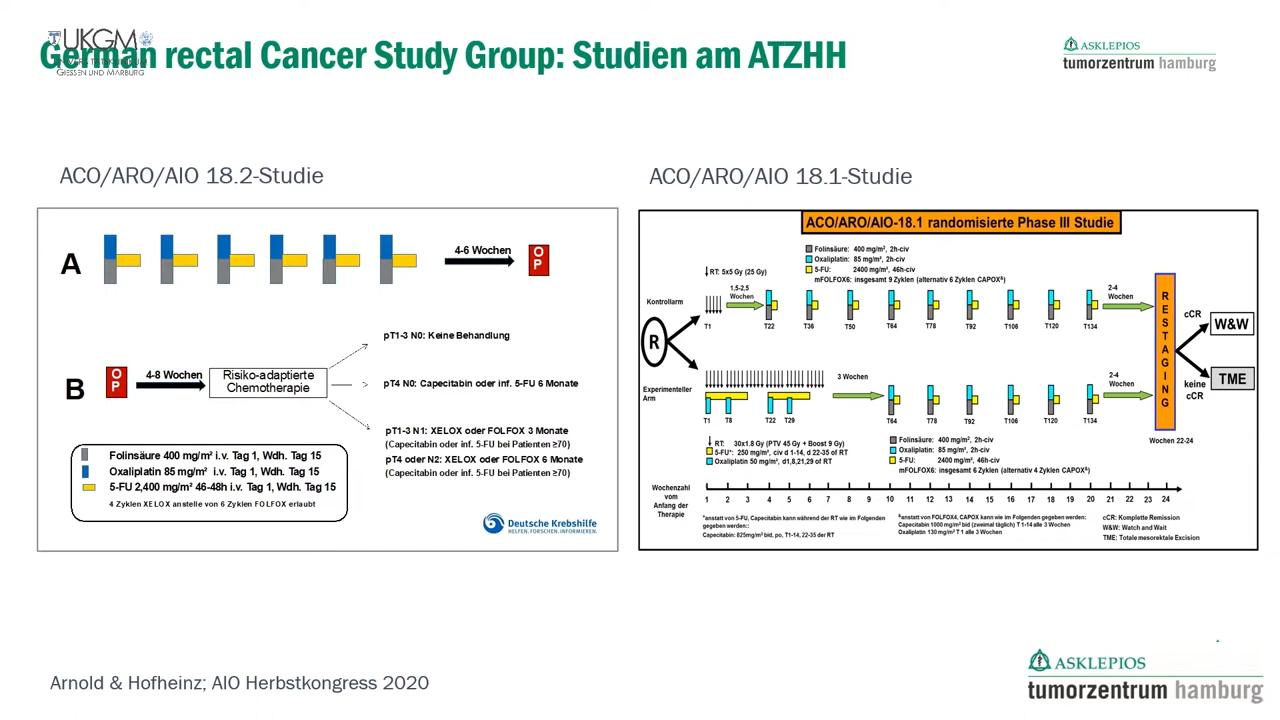 German rectal Cancer Study Group: Studien am ATZHH
UKGM
GIESSEN UND MARBURG
ASKLEPIOS
tumorzentrum hamburg
ACO/ARO/AIO 18.2-Studie
A
4-6 Wochen
OP
B
OP
4-8 Wochen
Risiko-adaptierte
Chemotherapie
pT1-3 N0: Keine Behandlung
pT4 N0: Capecitabin oder inf. 5-FU 6 Monate
pT1-3 N1: XELOX oder FOLFOX 3 Monate
(Capecitabin oder inf. 5-FU bei Patienten ≥70)
pT4 oder N2: XELOX oder FOLFOX 6 Monate
(Capecitabin oder inf. 5-FU bei Patienten ≥70)
Folinsäure 400 mg/m² i.v. Tag 1, Wdh. Tag 15
Oxaliplatin 85 mg/m² i.v. Tag 1, Wdh. Tag 15
5-FU 2,400 mg/m² 46-48h i.v. Tag 1, Wdh. Tag 15
4 Zyklen XELOX anstelle von 6 Zyklen FOLFOX erlaubt
Deutsche Krebshilfe
HELFEN. FORSCHEN. INFORMIEREN.
ACO/ARO/AIO 18.1-Studie
ACO/ARO/AIO-18.1 randomisierte Phase III Studie
Folinsäure: 400 mg/m², 2h-civ
Oxaliplatin: 85 mg/m², 2h-civ
5-FU: 2400 mg/m², 46h-civ
mFOLFOX6: insgesamt 9 Zyklen (alternativ 6 Zyklen CAPOX⁸)
RT: 5x5 Gy (25 Gy)
Kontrollarm
1,5-2,5
Wochen
2-4
Wochen
T1 T22 T36 T50 T64 T78 T92 T106 T120 T134
R
RESTAGING
cCR
W&W
keine
cCR
TME
Experimenteller
Arm
3 Wochen
2-4
Wochen
T1 T8 T22 T29 T64 T78 T92 T106 T120 T134
Wochen 22-24
RT: 30x1.8 Gy (PTV 45 Gy + Boost 9 Gy)
5-FU*: 250 mg/m², civ d 1-14, d 22-35 of RT
Oxaliplatin 50 mg/m², d1,8,21,29 of RT
Folinsäure: 400 mg/m², 2h-civ
Oxaliplatin: 85 mg/m², 2h-civ
5-FU: 2400 mg/m², 46h-civ
mFOLFOX6: insgesamt 6 Zyklen (alternativ 4 Zyklen CAPOX⁸)
Wochenzahl
vom
Anfang der
Therapie
1 2 3 4 5 6 7 8 9 10 11 12 13 14 15 16 17 18 19 20 21 22 23 24
*anstatt von 5-FU, Capecitabin kann während der RT wie im Folgenden
gegeben werden::
Capecitabin: 825mg/m² bid, po, T1-14, 22-35 der RT
⁸anstatt von FOLFOX4, CAPOX kann wie im Folgenden gegeben werden:
Capecitabin 1000 mg/m² bid (zweimal täglich) T 1-14 alle 3 Wochen
Oxaliplatin 130 mg/m² T 1 alle 3 Wochen
cCR: Komplette Remission
W&W: Watch and Wait
TME: Totale mesorektale Excision
Arnold & Hofheinz; AIO Herbstkongress 2020
ASKLEPIOS
tumorzentrum hamburg